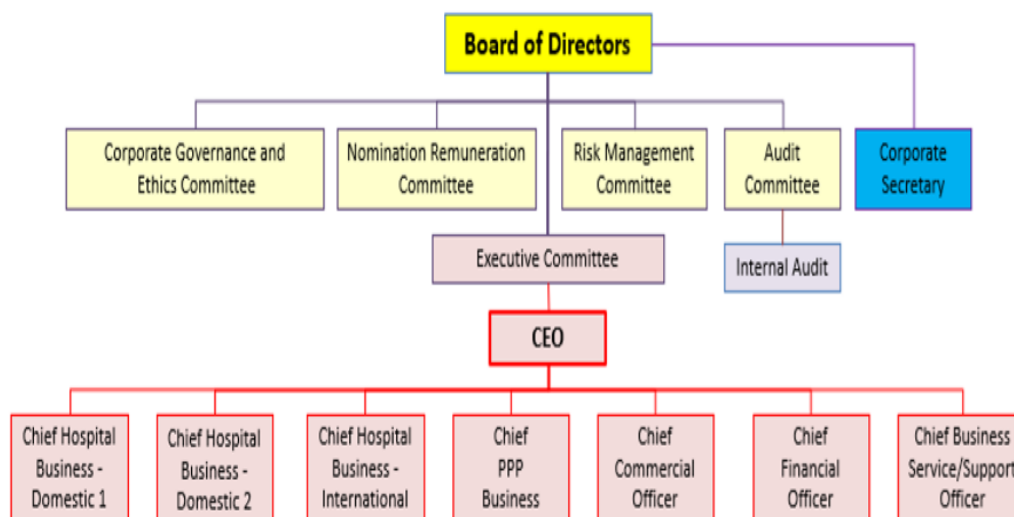 Board of Directors
Corporate Governance and
Ethics Committee
Nomination Remuneration
Committee
Risk Management
Committee
Audit
Committee
Corporate
Secretary
Executive Committee
Internal Audit
CEO
Chief Hospital
Business -
Domestic 1
Chief Hospital
Business -
Domestic 2
Chief Hospital
Business -
International
Chief
PPP
Business
Chief
Commercial
Officer
Chief
Financial
Officer
Chief Business
Service/Support
Officer